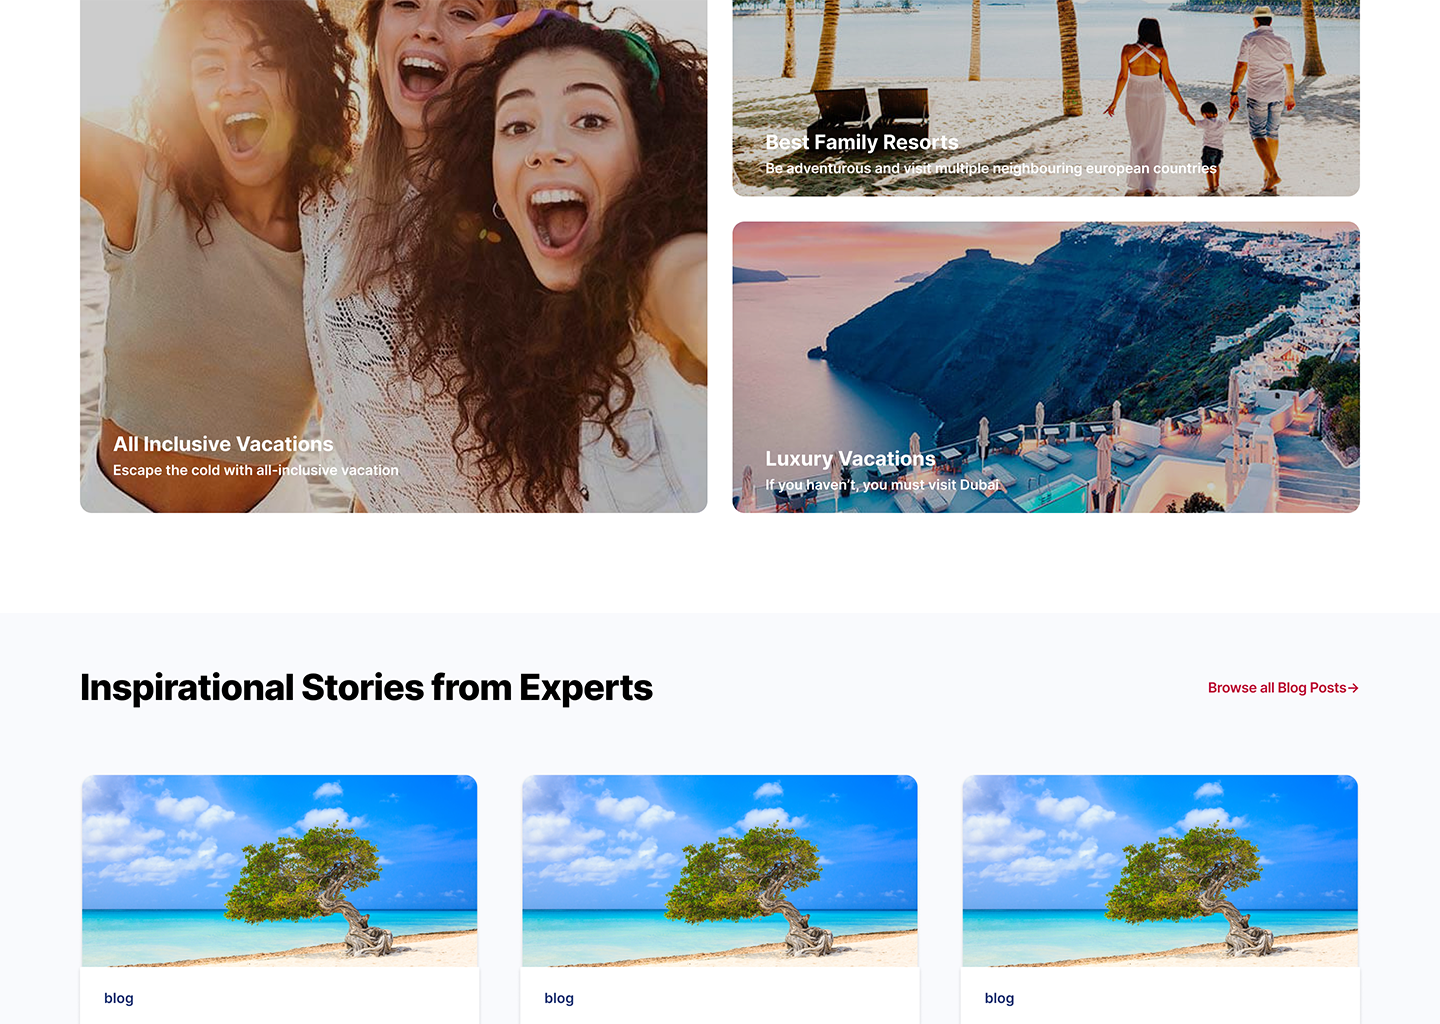 Best Family Resorts
Be adventurous and visit multiple neighbouring european countries
All Inclusive Vacations
Escape the cold with all-inclusive vacation
Luxury Vacations
If you haven't, you must visit Dubai
Inspirational Stories from Experts
Browse all Blog Posts→
blog
blog
blog